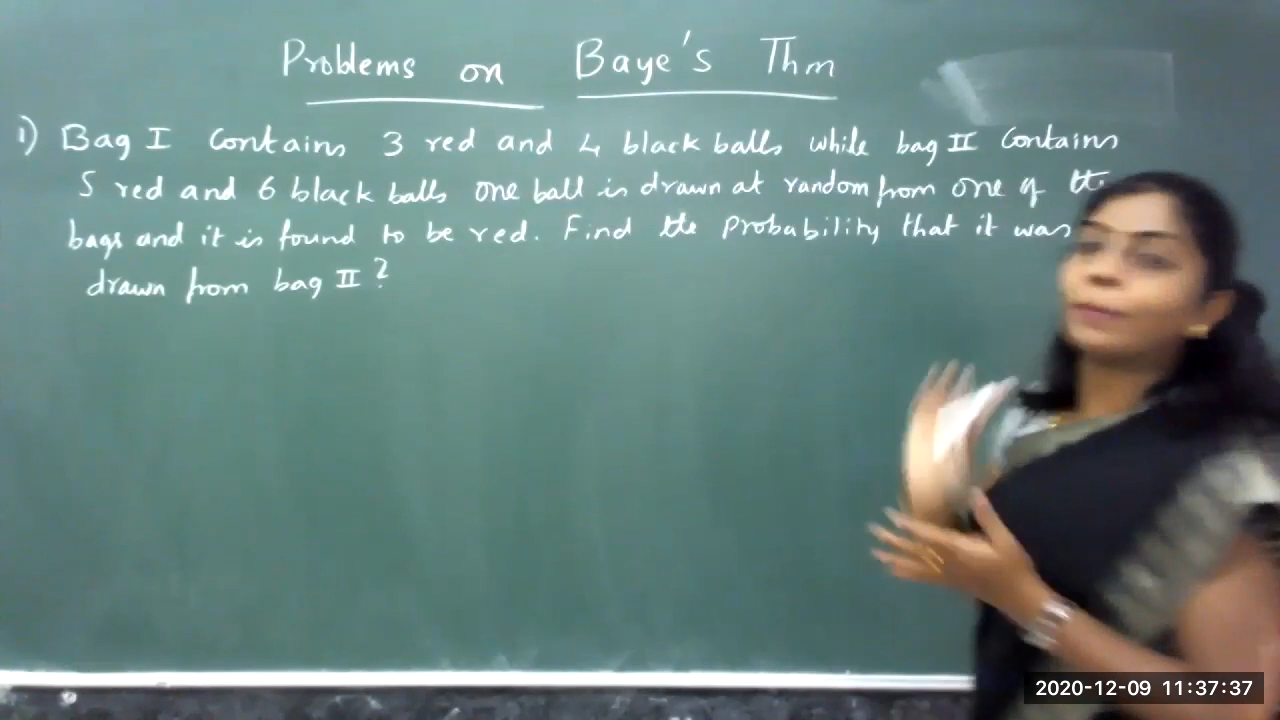 Problems on Baye's Thm
1) Bag I contains 3 red and 4 black balls while bag II contains
5 red and 6 black balls one ball is drawn at random from one of the
bags and it is found to be red. Find the probability that it was
drawn from bag II ?
2020-12-09 11:37:37